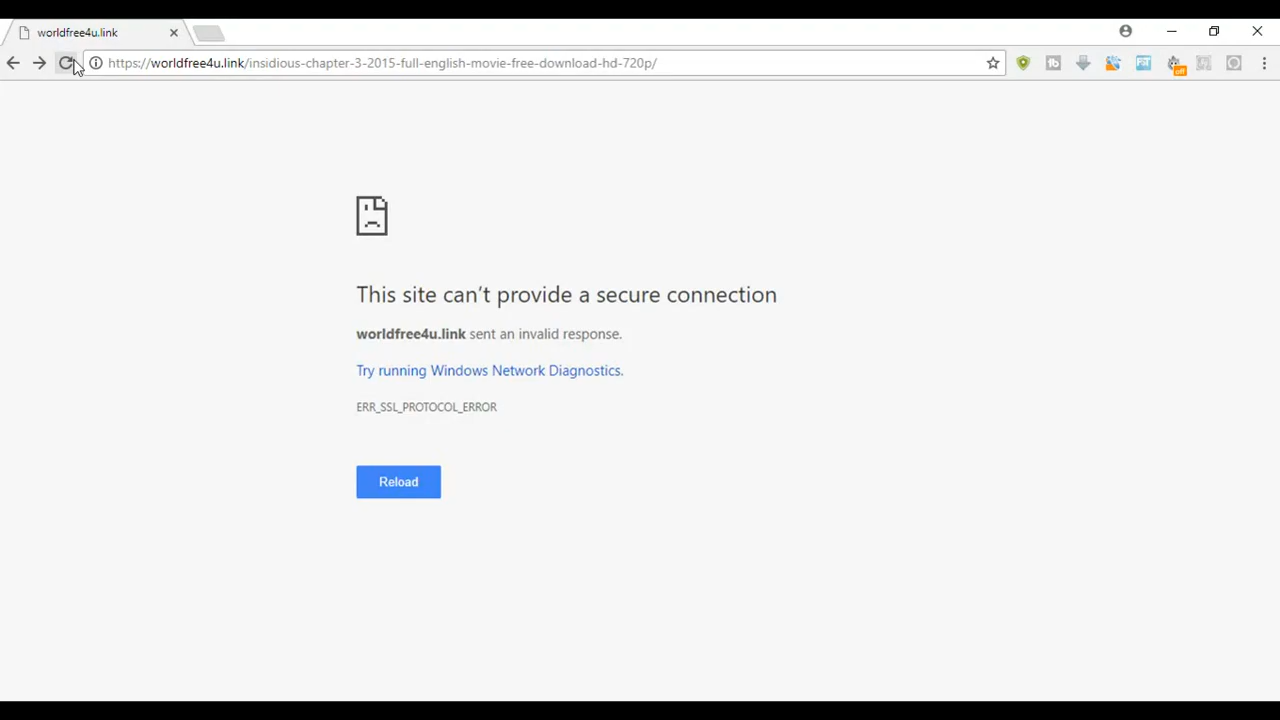 worldfree4u.link
https://worldfree4u.link/insidious-chapter-3-2015-full-english-movie-free-download-hd-720p/
off
This site can't provide a secure connection
worldfree4u.link sent an invalid response.
Try running Windows Network Diagnostics.
ERR_SSL_PROTOCOL_ERROR
Reload